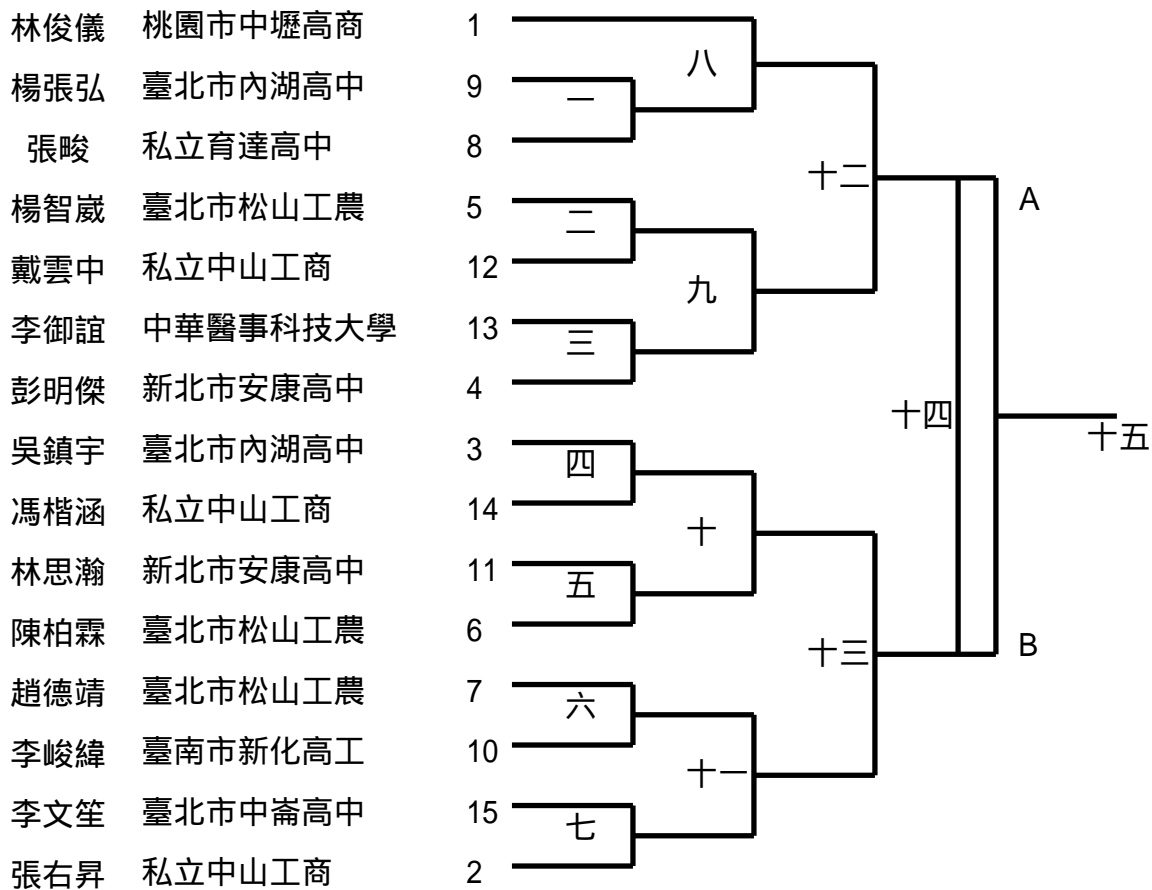 林俊儀 桃園市中壢高商 1
八
楊張弘 臺北市內湖高中 9
一
張畯 私立育達高中 8
十二
楊智崴 臺北市松山工農 5
A
二
戴雲中 私立中山工商 12
九
李御誼 中華醫事科技大學 13
三
彭明傑 新北市安康高中 4
十四
十五
吳鎮宇 臺北市內湖高中 3
四
馮楷涵 私立中山工商 14
十
林思瀚 新北市安康高中 11
五
陳柏霖 臺北市松山工農 6
十三
B
趙德靖 臺北市松山工農 7
六
李峻緯 臺南市新化高工 10
十一
李文笙 臺北市中崙高中 15
七
張右昇 私立中山工商 2